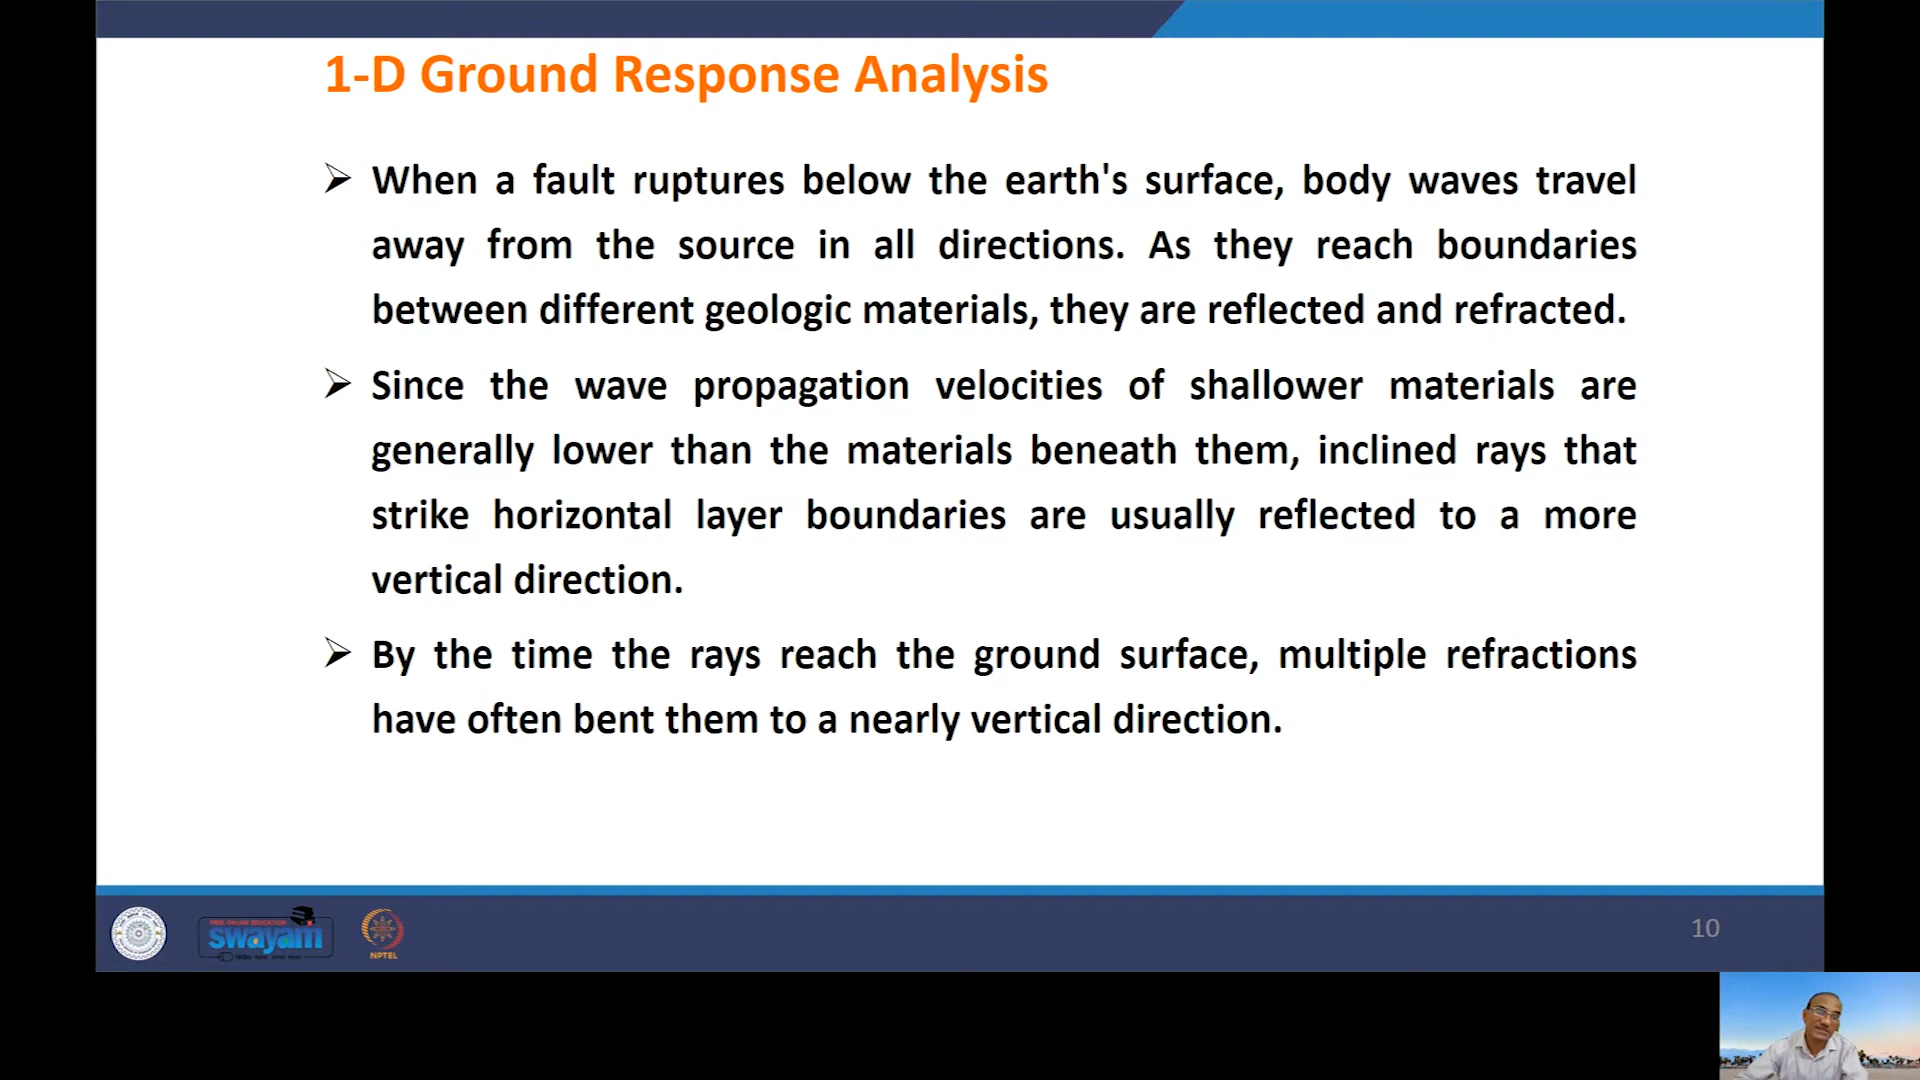 1-D Ground Response Analysis
When a fault ruptures below the earth's surface, body waves travel
away from the source in all directions. As they reach boundaries
between different geologic materials, they are reflected and refracted.
Since the wave propagation velocities of shallower materials are
generally lower than the materials beneath them, inclined rays that
strike horizontal layer boundaries are usually reflected to a more
vertical direction.
By the time the rays reach the ground surface, multiple refractions
have often bent them to a nearly vertical direction.
FREE ONLINE EDUCATION
swayam
NPTEL
10